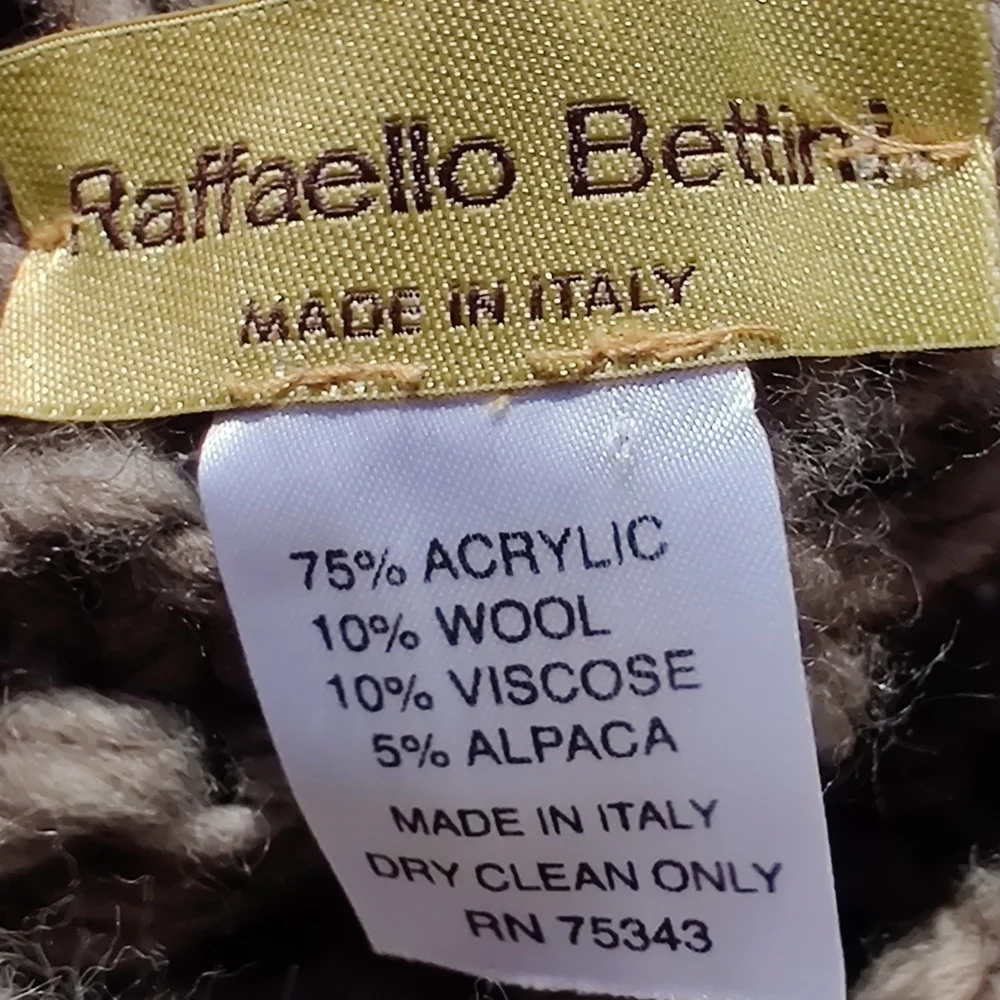 Raffaello Bettini
MADE IN ITALY
75% ACRYLIC
10% WOOL
10% VISCOSE
5% ALPACA
MADE IN ITALY
DRY CLEAN ONLY
RN 75343